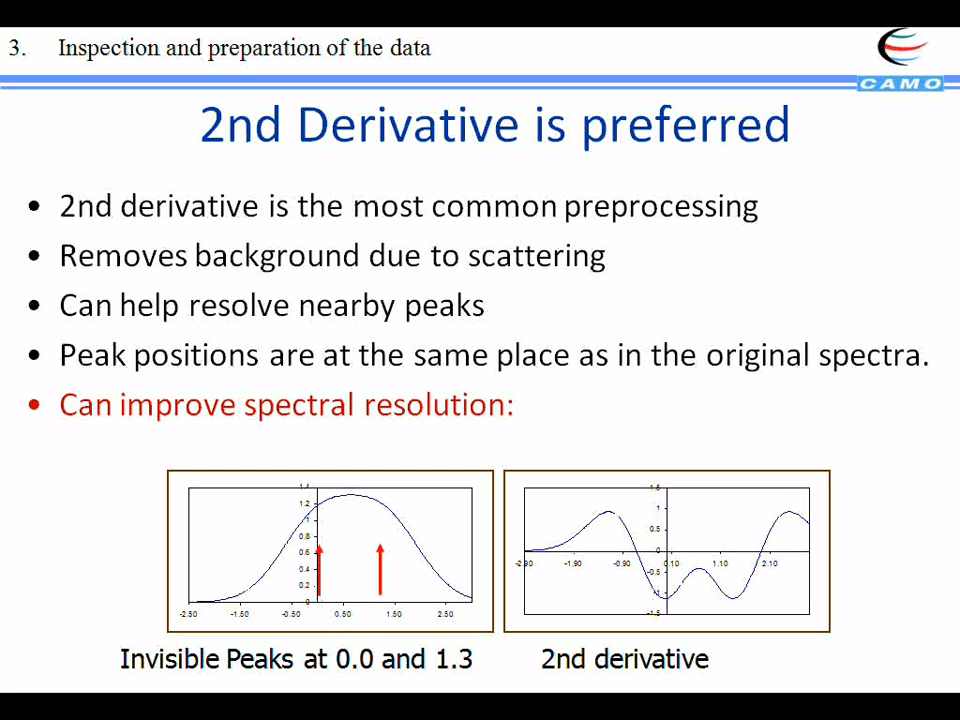 3. Inspection and preparation of the data
CAMO
2nd Derivative is preferred
• 2nd derivative is the most common preprocessing
• Removes background due to scattering
• Can help resolve nearby peaks
• Peak positions are at the same place as in the original spectra.
• Can improve spectral resolution:
1.4
1.2
1
0.8
0.6
0.4
0.2
0
-2.50 -1.50 -0.50 0.50 1.50 2.50
1.5
1
0.5
0
-2.90 -1.90 -0.90 0.10 1.10 2.10
-0.5
-1
-1.5
Invisible Peaks at 0.0 and 1.3
2nd derivative